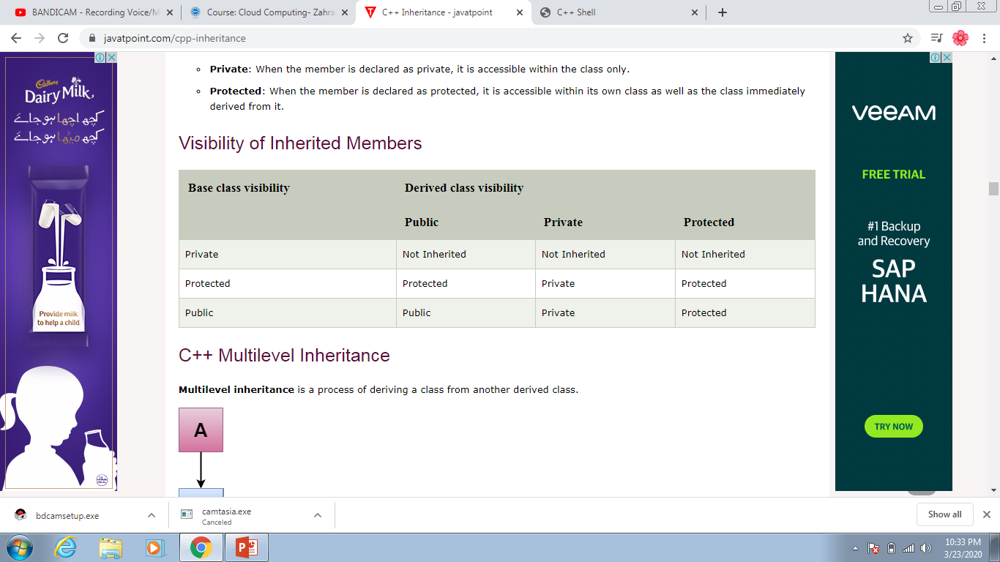 BANDICAM - Recording Voice/M
Course: Cloud Computing- Zahra
C++ Inheritance - javatpoint
C++ Shell
javatpoint.com/cpp-inheritance
Cadbury
Dairy Milk
کچھ اچھا ہو جائے
کچھ میٹھا ہو جائے
Provide milk
to help a child
Private: When the member is declared as private, it is accessible within the class only.
Protected: When the member is declared as protected, it is accessible within its own class as well as the class immediately
derived from it.
Visibility of Inherited Members
Base class visibility Derived class visibility
Public Private Protected
Private Not Inherited Not Inherited Not Inherited
Protected Protected Private Protected
Public Public Private Protected
C++ Multilevel Inheritance
Multilevel inheritance is a process of deriving a class from another derived class.
A
veeAM
FREE TRIAL
#1 Backup
and Recovery
SAP
HANA
TRY NOW
bdcamsetup.exe
camtasia.exe
Canceled
Show all
10:33 PM
3/23/2020